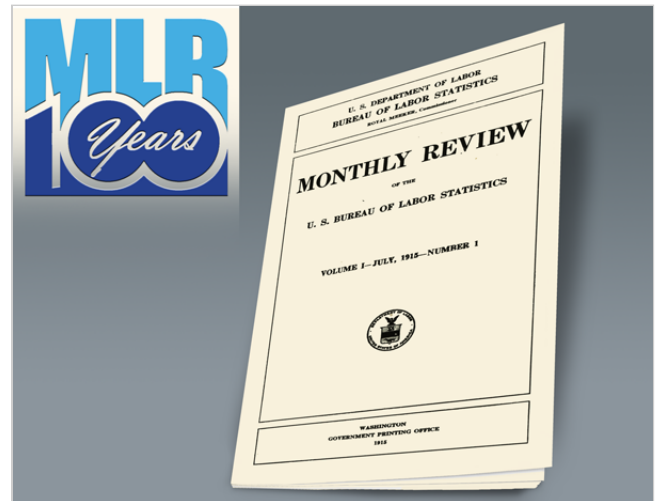 MLR
100
Years
U. S. DEPARTMENT OF LABOR
BUREAU OF LABOR STATISTICS
ROYAL MEEKER, Commissioner
MONTHLY REVIEW
OF THE
U. S. BUREAU OF LABOR STATISTICS
VOLUME I—JULY, 1915—NUMBER 1
WASHINGTON
GOVERNMENT PRINTING OFFICE
1915